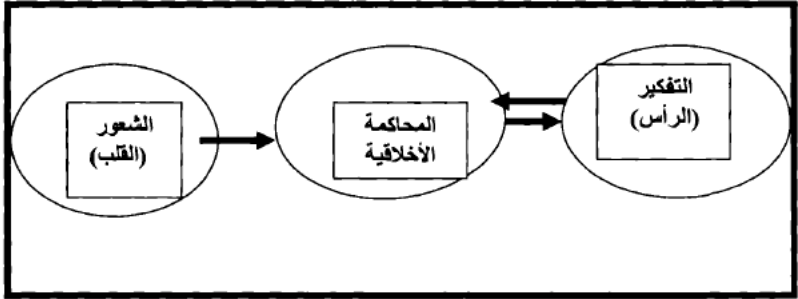 التفكير
(الرأس)
المحاكمة
الأخلاقية
الشعور
(القلب)